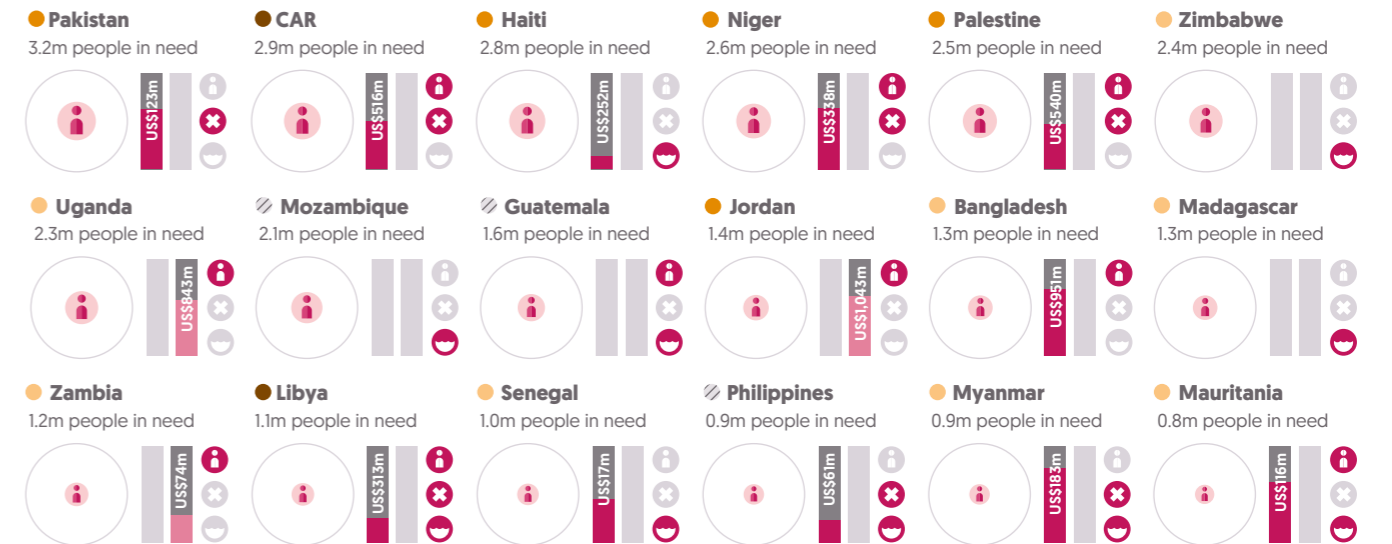 Pakistan
3.2m people in need
US$123m
CAR
2.9m people in need
US$516m
Haiti
2.8m people in need
US$252m
Niger
2.6m people in need
US$338m
Palestine
2.5m people in need
US$540m
Zimbabwe
2.4m people in need
Uganda
2.3m people in need
US$843m
Mozambique
2.1m people in need
Guatemala
1.6m people in need
Jordan
1.4m people in need
US$1,043m
Bangladesh
1.3m people in need
US$951m
Madagascar
1.3m people in need
Zambia
1.2m people in need
US$74m
Libya
1.1m people in need
US$313m
Senegal
1.0m people in need
US$17m
Philippines
0.9m people in need
US$61m
Myanmar
0.9m people in need
US$183m
Mauritania
0.8m people in need
US$116m